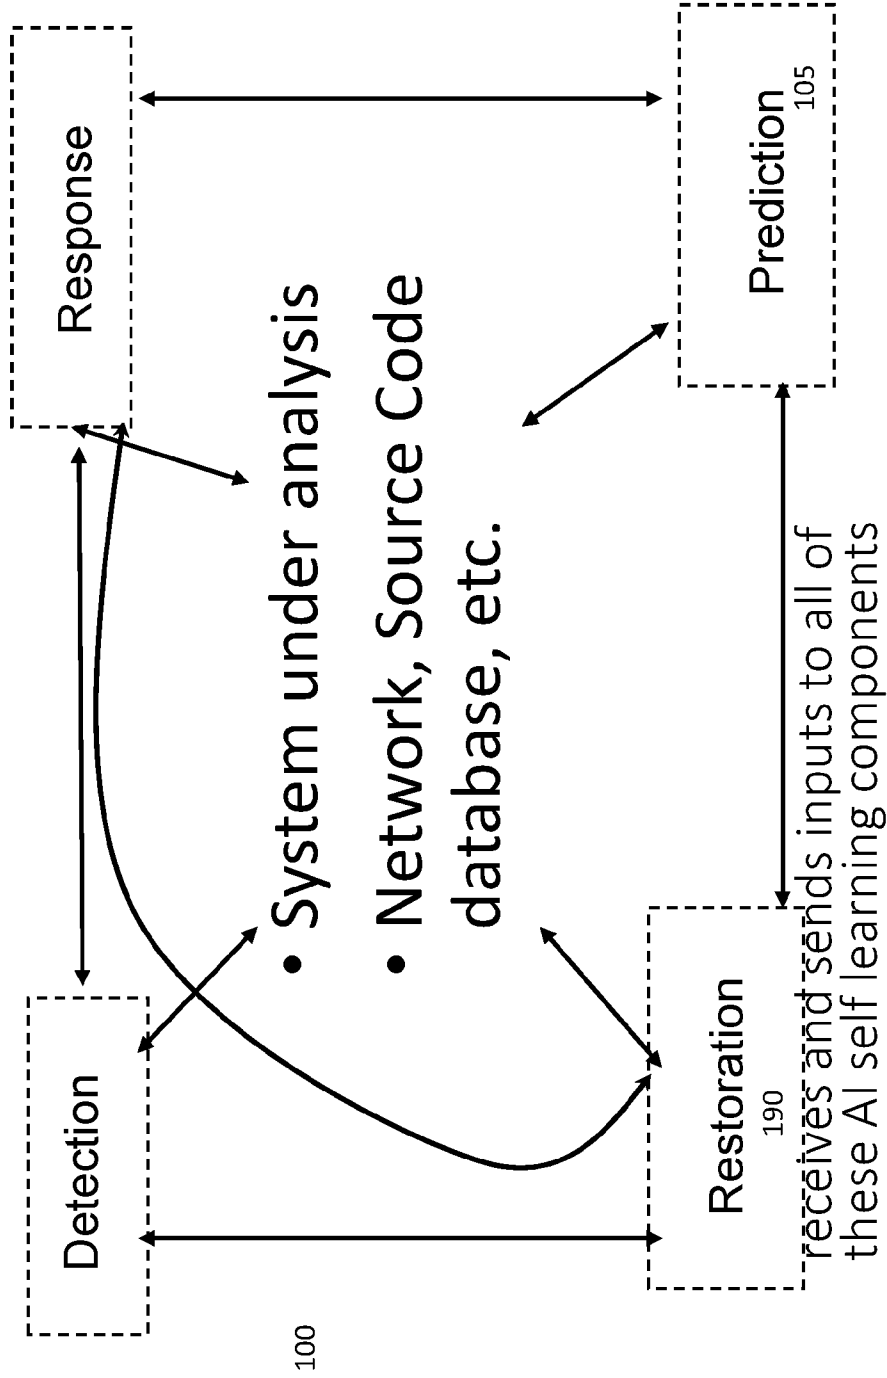 Detection
Response
100
• System under analysis
• Network, Source Code
database, etc.
Restoration
190
Prediction
105
receives and sends inputs to all of
these AI self learning components